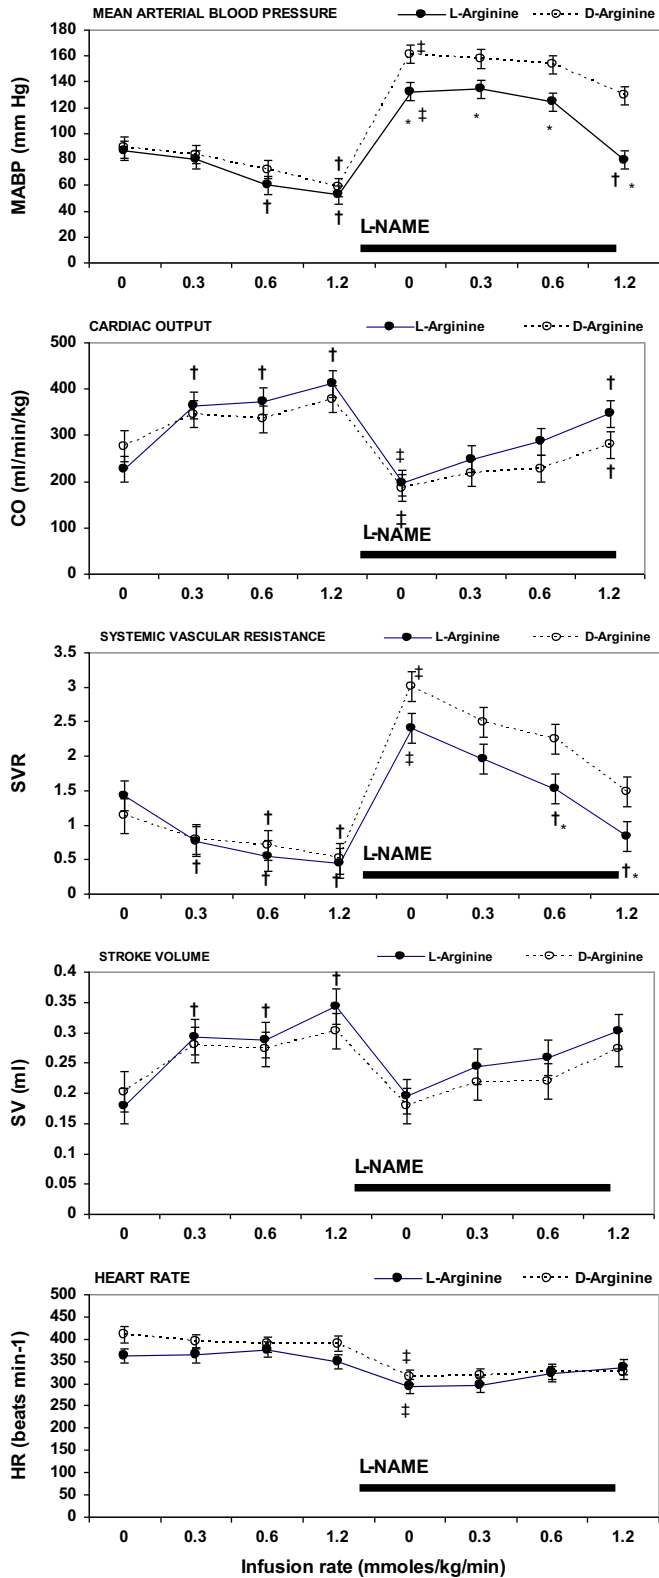 MEAN ARTERIAL BLOOD PRESSURE L-Arginine D-Arginine
180
160
140
120
100
80
60
40
20
0
MABP (mm Hg)
‡
* ‡ * *
† *
†
† †
L-NAME
0 0.3 0.6 1.2 0 0.3 0.6 1.2
CARDIAC OUTPUT L-Arginine D-Arginine
500
400
300
200
100
0
CO (ml/min/kg)
† † † †
‡
‡ †
L-NAME
0 0.3 0.6 1.2 0 0.3 0.6 1.2
SYSTEMIC VASCULAR RESISTANCE L-Arginine D-Arginine
3.5
3
2.5
2
1.5
1
0.5
0
SVR
‡
‡
† † †*
† † † †*
L-NAME
0 0.3 0.6 1.2 0 0.3 0.6 1.2
STROKE VOLUME L-Arginine D-Arginine
0.4
0.35
0.3
0.25
0.2
0.15
0.1
0.05
0
SV (ml)
† † †
L-NAME
0 0.3 0.6 1.2 0 0.3 0.6 1.2
HEART RATE L-Arginine D-Arginine
500
450
400
350
300
250
200
150
100
50
0
HR (beats min-1)
‡
‡
L-NAME
0 0.3 0.6 1.2 0 0.3 0.6 1.2
Infusion rate (mmoles/kg/min)